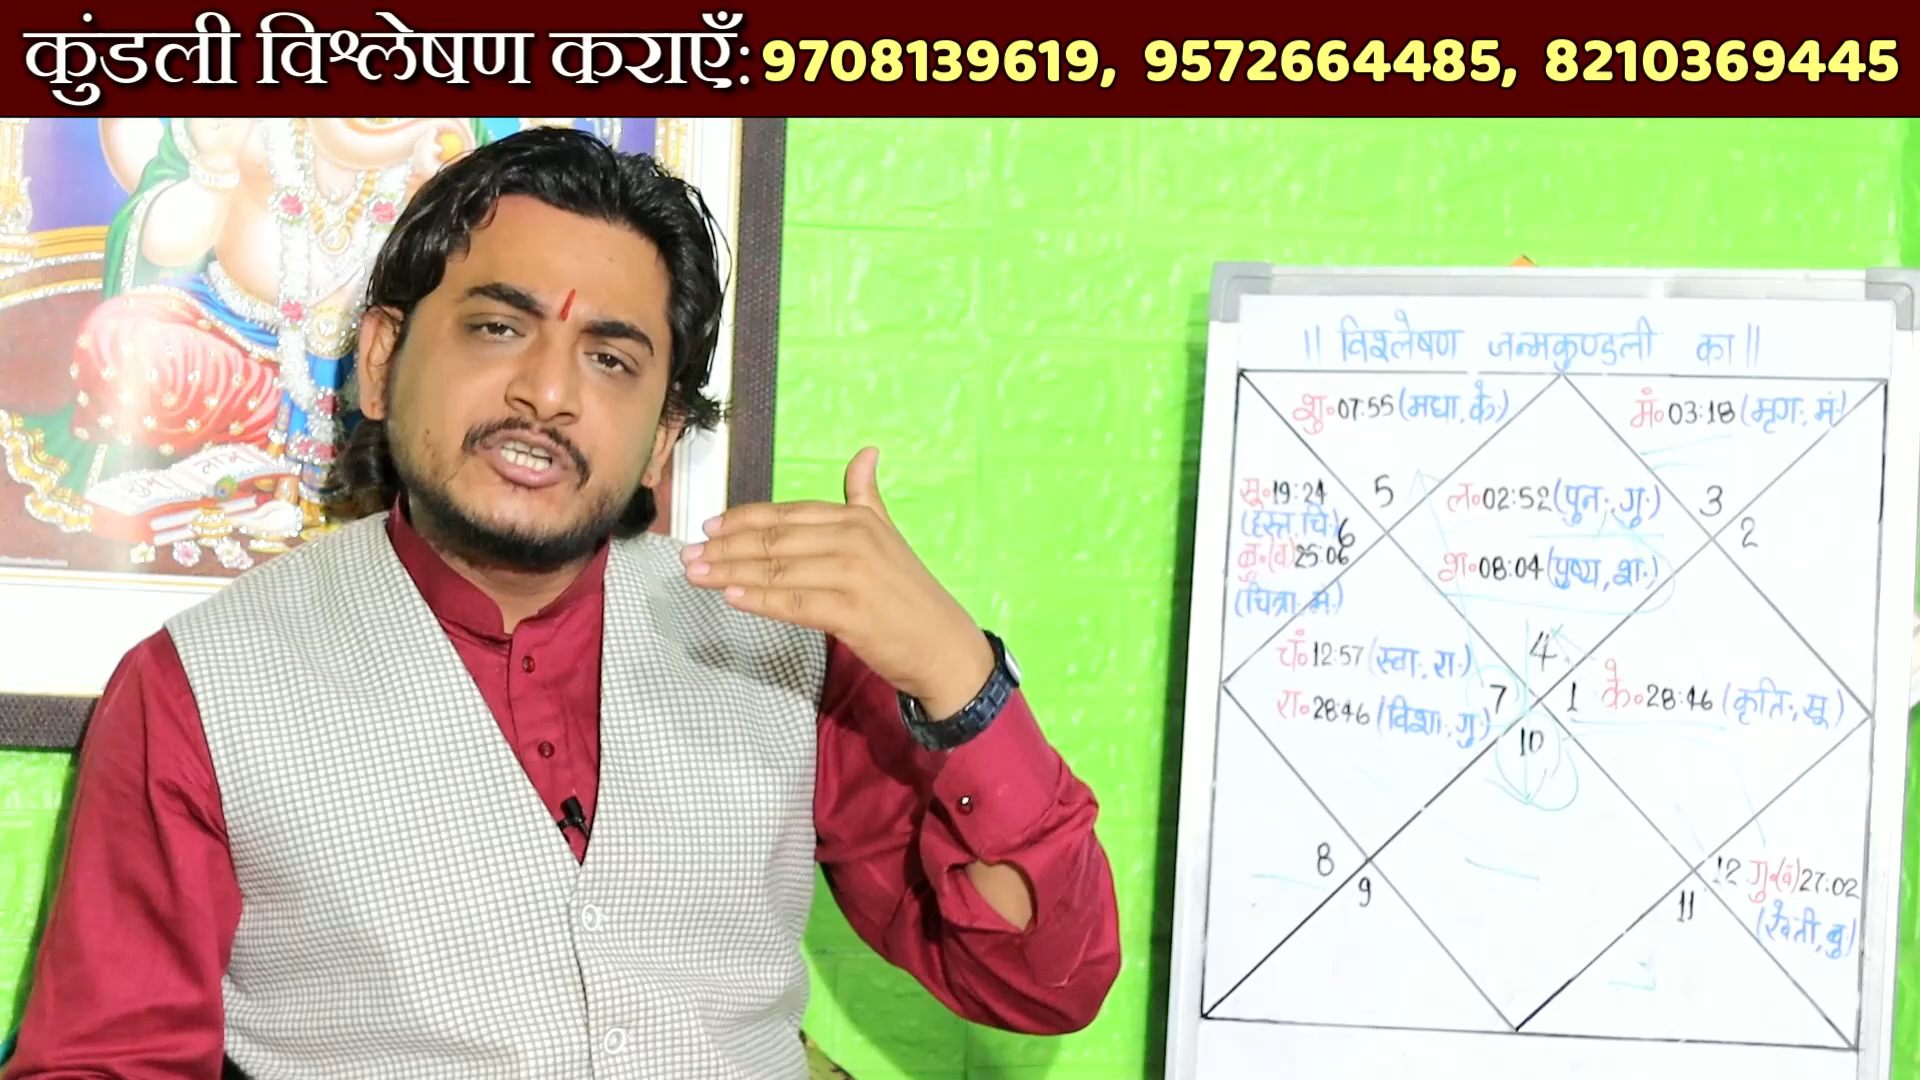 कुंडली विश्लेषण कराएँ: 9708139619, 9572664485, 8210369445
॥ विश्लेषण जन्मकुण्डली का ॥
शु॰07:55 (मघा. के॰)
मं॰03:18 (मृग॰, मं॰)
सू॰19:24
(हस्त. चं॰)
6
बु॰(व)25:06
(चित्रा. मं॰)
5
ल॰02:52 (पुन॰, गु॰)
3
2
श॰08:04 (पुष्य, श॰)
4
चं॰12:57 (स्वा॰, रा॰)
रा॰28:46 (विशा॰, गु॰)
7
1
के॰28:46 (कृति॰, सू)
10
8
9
11
12 गु॰(व)27:02
(रेवती, बु॰)